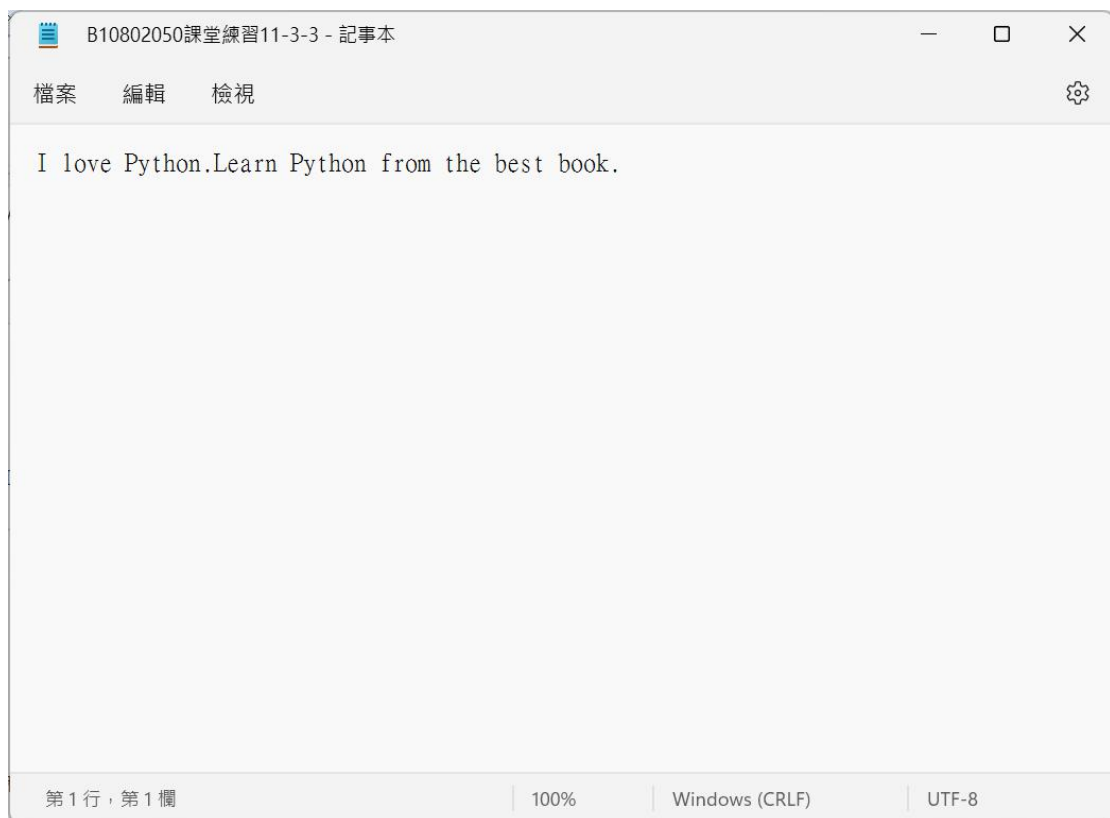 B10802050課堂練習11-3-3 - 記事本
檔案 編輯 檢視
I love Python.Learn Python from the best book.
第 1 行，第 1 欄 100% Windows (CRLF) UTF-8